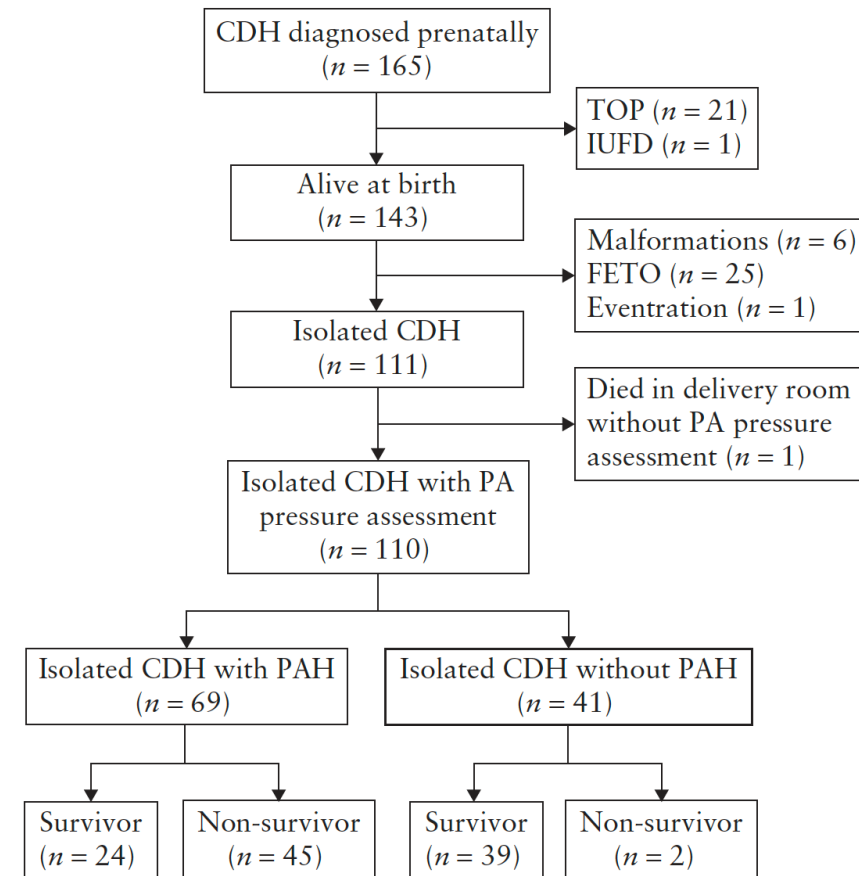 CDH diagnosed prenatally
(n = 165)
TOP (n = 21)
IUFD (n = 1)
Alive at birth
(n = 143)
Malformations (n = 6)
FETO (n = 25)
Eventration (n = 1)
Isolated CDH
(n = 111)
Died in delivery room
without PA pressure
assessment (n = 1)
Isolated CDH with PA
pressure assessment
(n = 110)
Isolated CDH with PAH
(n = 69)
Isolated CDH without PAH
(n = 41)
Survivor
(n = 24)
Non-survivor
(n = 45)
Survivor
(n = 39)
Non-survivor
(n = 2)